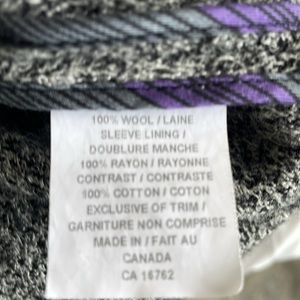 100% WOOL / LAINE
SLEEVE LINING /
DOUBLURE MANCHE
100% RAYON / RAYONNE
CONTRAST / CONTRASTE
100% COTTON / COTON
EXCLUSIVE OF TRIM /
GARNITURE NON COMPRISE
MADE IN / FAIT AU
CANADA
CA 16762